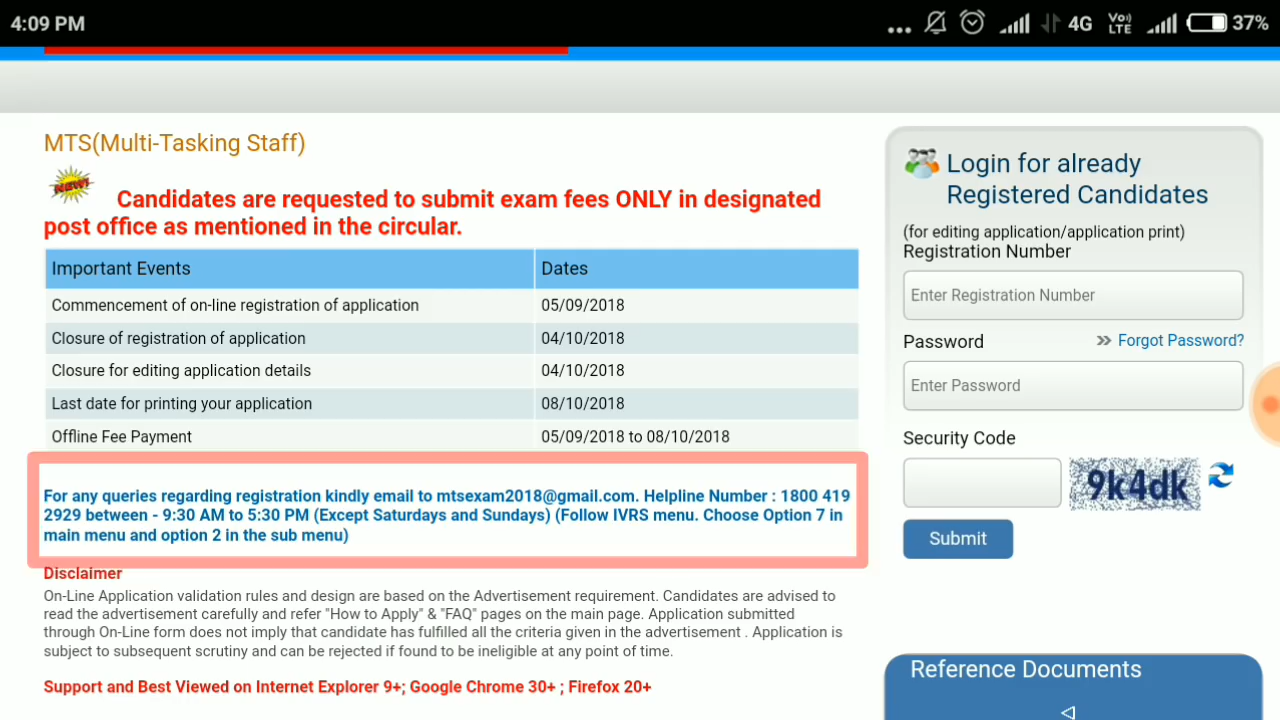 4:09 PM
4G
Vo)
LTE
37%
MTS(Multi-Tasking Staff)
NEW!
Candidates are requested to submit exam fees ONLY in designated
post office as mentioned in the circular.
Important Events Dates
Commencement of on-line registration of application 05/09/2018
Closure of registration of application 04/10/2018
Closure for editing application details 04/10/2018
Last date for printing your application 08/10/2018
Offline Fee Payment 05/09/2018 to 08/10/2018
For any queries regarding registration kindly email to mtsexam2018@gmail.com. Helpline Number : 1800 419
2929 between - 9:30 AM to 5:30 PM (Except Saturdays and Sundays) (Follow IVRS menu. Choose Option 7 in
main menu and option 2 in the sub menu)
Disclaimer
On-Line Application validation rules and design are based on the Advertisement requirement. Candidates are advised to
read the advertisement carefully and refer "How to Apply" & "FAQ" pages on the main page. Application submitted
through On-Line form does not imply that candidate has fulfilled all the criteria given in the advertisement . Application is
subject to subsequent scrutiny and can be rejected if found to be ineligible at any point of time.
Support and Best Viewed on Internet Explorer 9+; Google Chrome 30+ ; Firefox 20+
Login for already
Registered Candidates
(for editing application/application print)
Registration Number
Enter Registration Number
Password
Forgot Password?
Enter Password
Security Code
9k4dk
Submit
Reference Documents